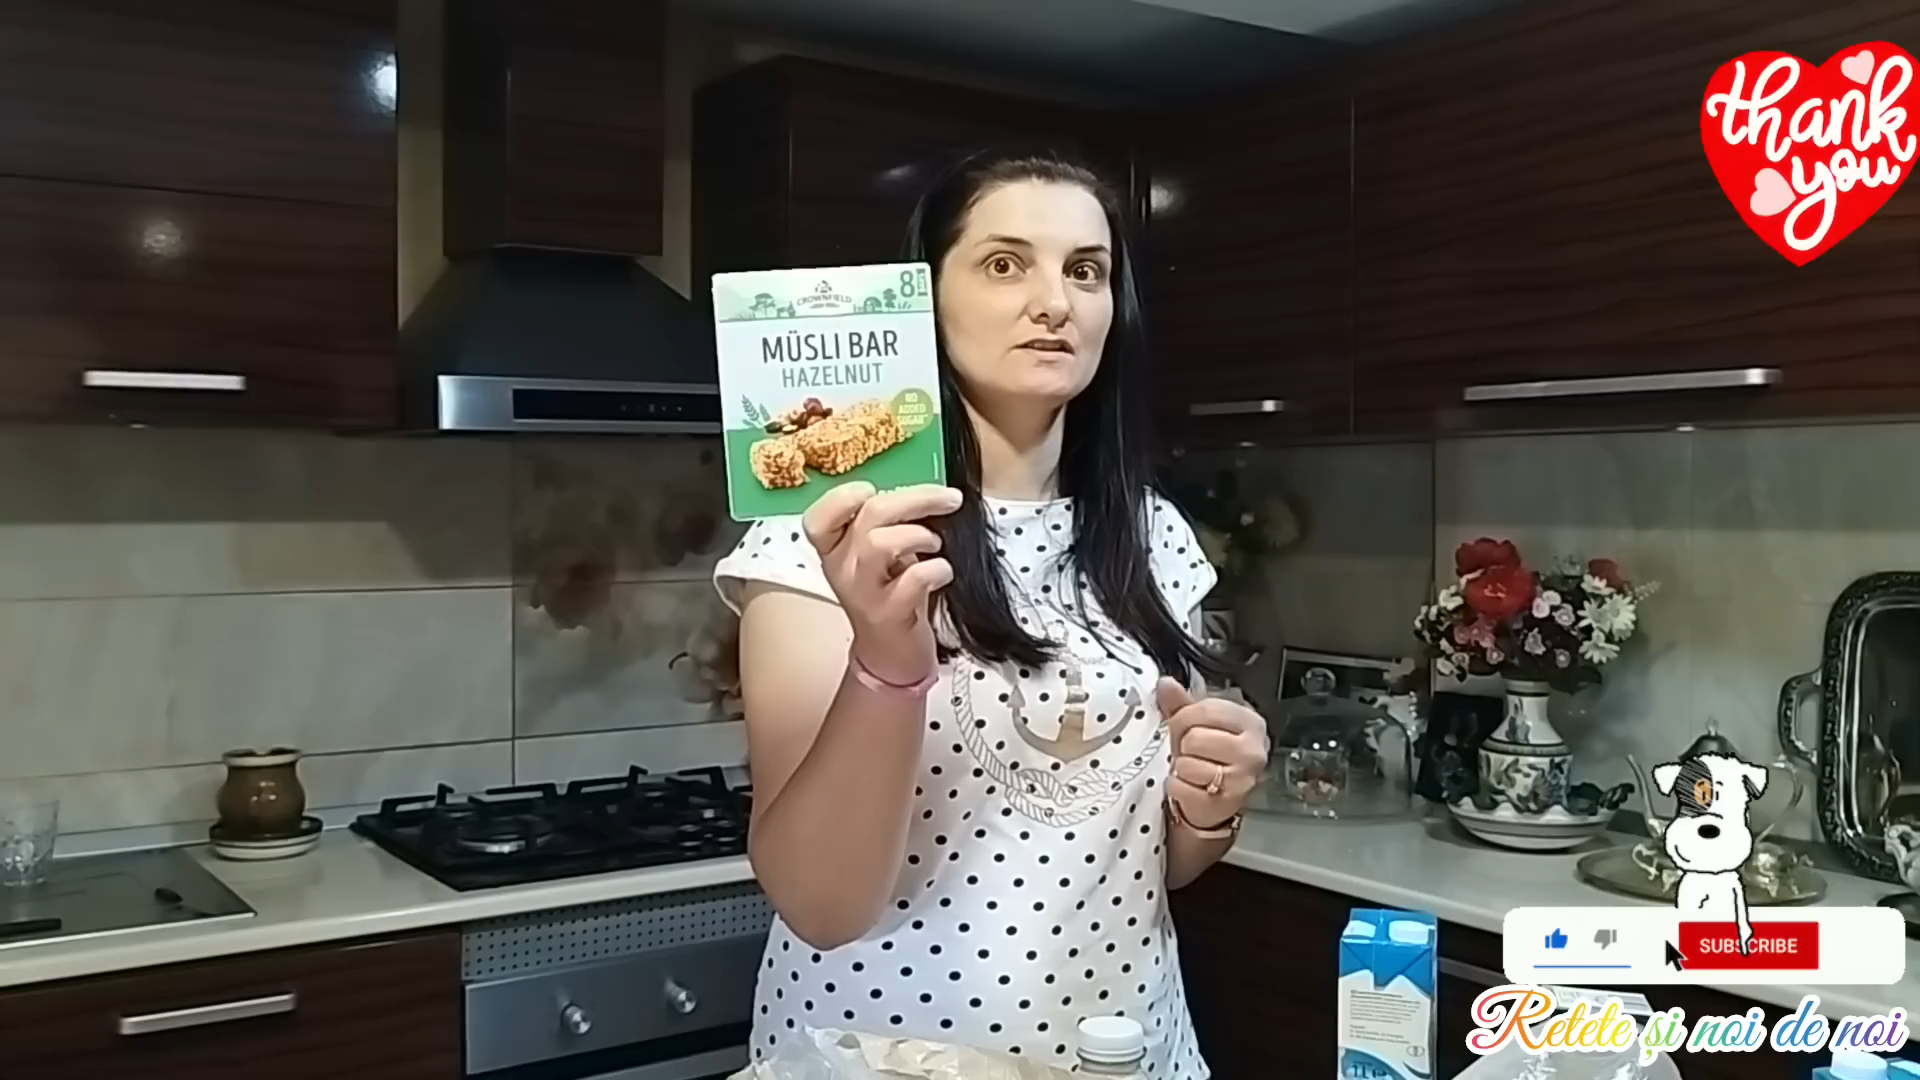 thank
you
CROWNFIELD
8
MÜSLI BAR
HAZELNUT
NO
ADDED
SUGAR
SUBSCRIBE
Retete și noi de noi